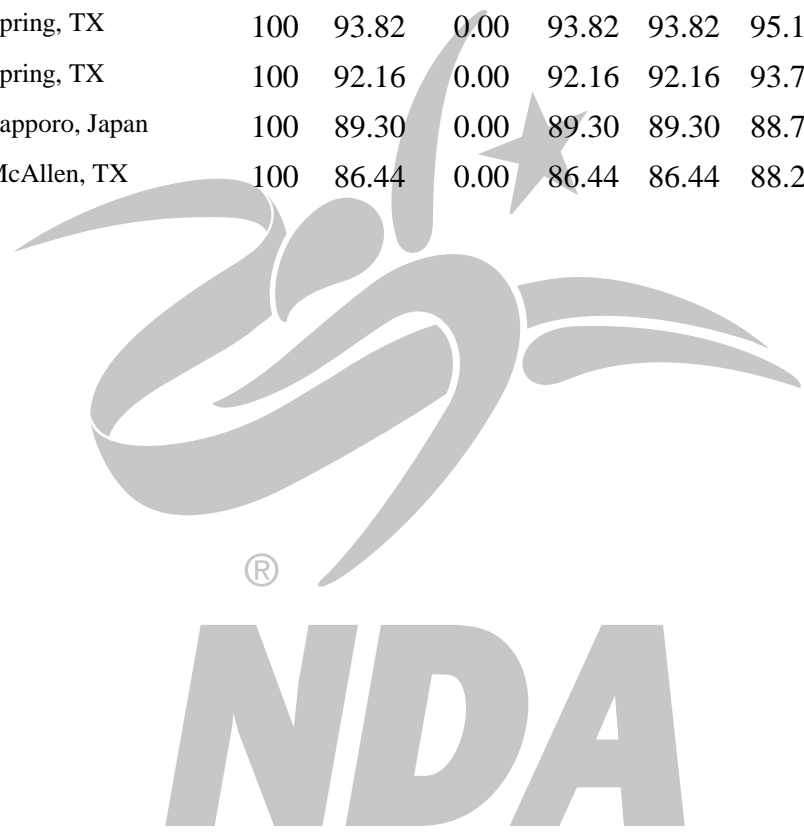 pring, TX 100 93.82 0.00 93.82 93.82 95.1
pring, TX 100 92.16 0.00 92.16 92.16 93.7
apporo, Japan 100 89.30 0.00 89.30 89.30 88.7
McAllen, TX 100 86.44 0.00 86.44 86.44 88.2
®
NDA